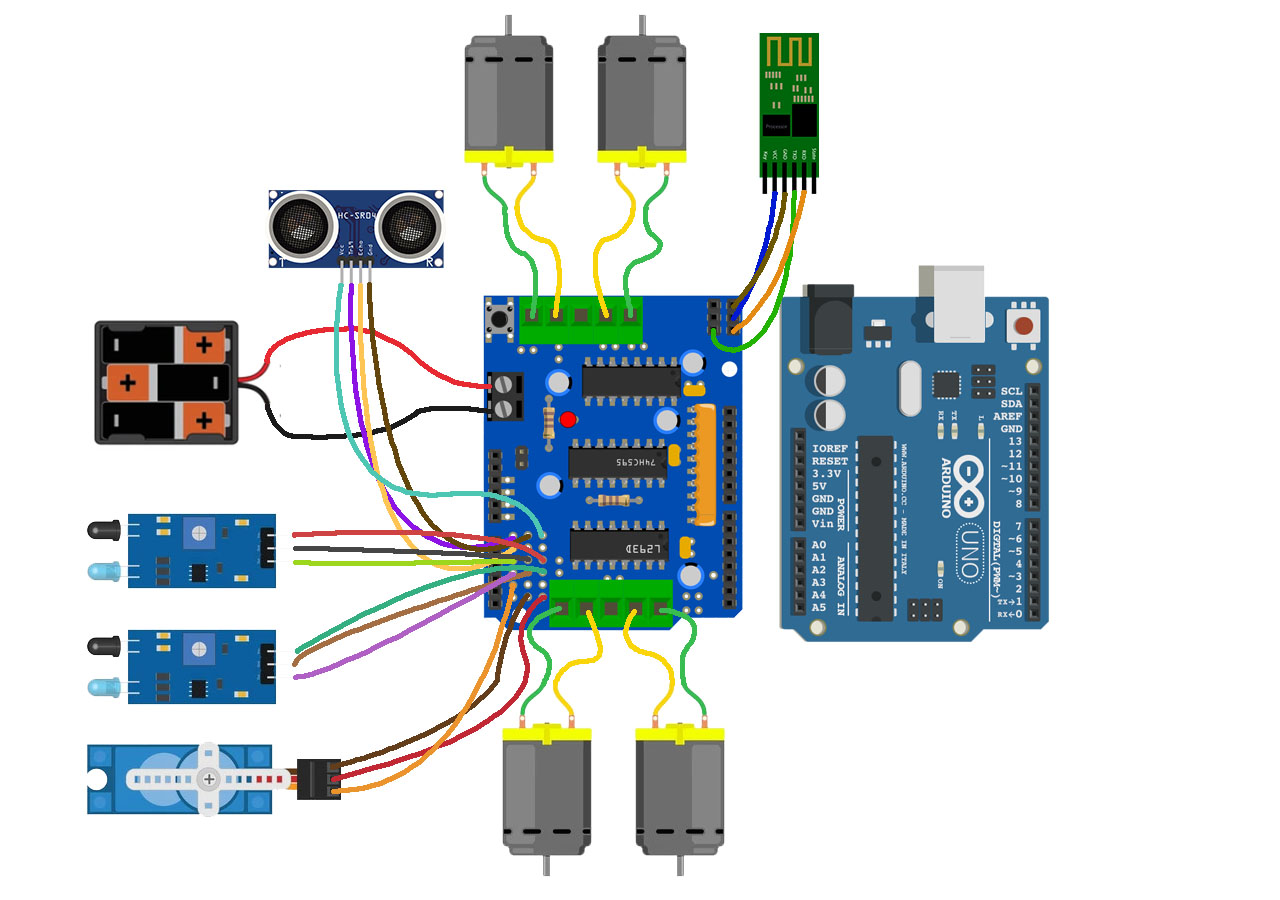 Processor
Key
VCC
GND
TXD
RXD
State
HC-SR04
Vcc
Trig
Echo
Gnd
T
R
74HC595
L293D
SCL
SDA
AREF
GND
13
12
~11
~10
~9
8
7
~6
~5
4
~3
2
TX→1
RX←0
IOREF
RESET
3.3V
5V
GND
GND
Vin
A0
A1
A2
A3
A4
A5
POWER
ANALOG IN
WWW.ARDUINO.CC - MADE IN ITALY
RX
TX
L
ARDUINO
UNO
ON
DIGITAL (PWM~)